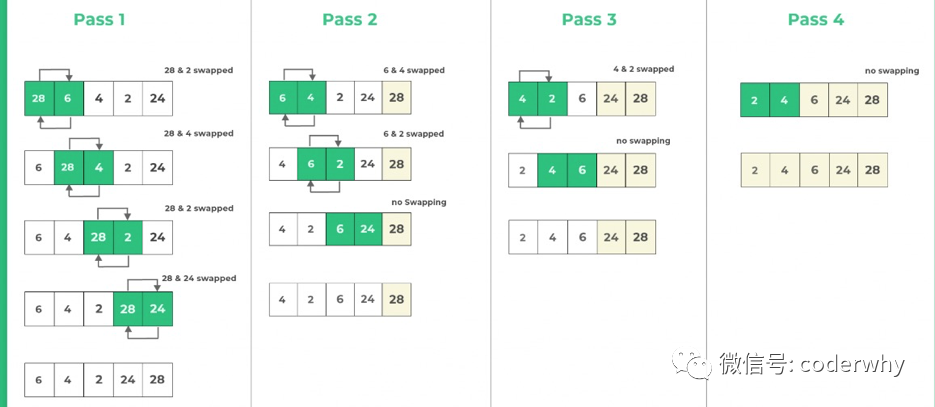 Pass 1
28 & 2 swapped
28 6 4 2 24
28 & 4 swapped
6 28 4 2 24
28 & 2 swapped
6 4 28 2 24
28 & 24 swapped
6 4 2 28 24
6 4 2 24 28
Pass 2
6 & 4 swapped
6 4 2 24 28
6 & 2 swapped
4 6 2 24 28
no Swapping
4 2 6 24 28
4 2 6 24 28
Pass 3
4 & 2 swapped
4 2 6 24 28
no swapping
2 4 6 24 28
2 4 6 24 28
Pass 4
no swapping
2 4 6 24 28
2 4 6 24 28
微信号: coderwhy